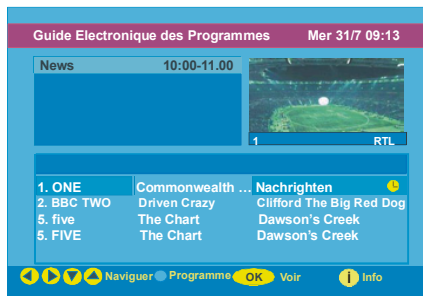 Guide Electronique des Programmes Mer 31/7 09:13
News 10:00-11.00
1 RTL
1. ONE Commonwealth ... Nachrichten
2. BBC TWO Driven Crazy Clifford The Big Red Dog
5. five The Chart Dawson's Creek
5. FIVE The Chart Dawson's Creek
Naviguer Programme OK Voir i Info